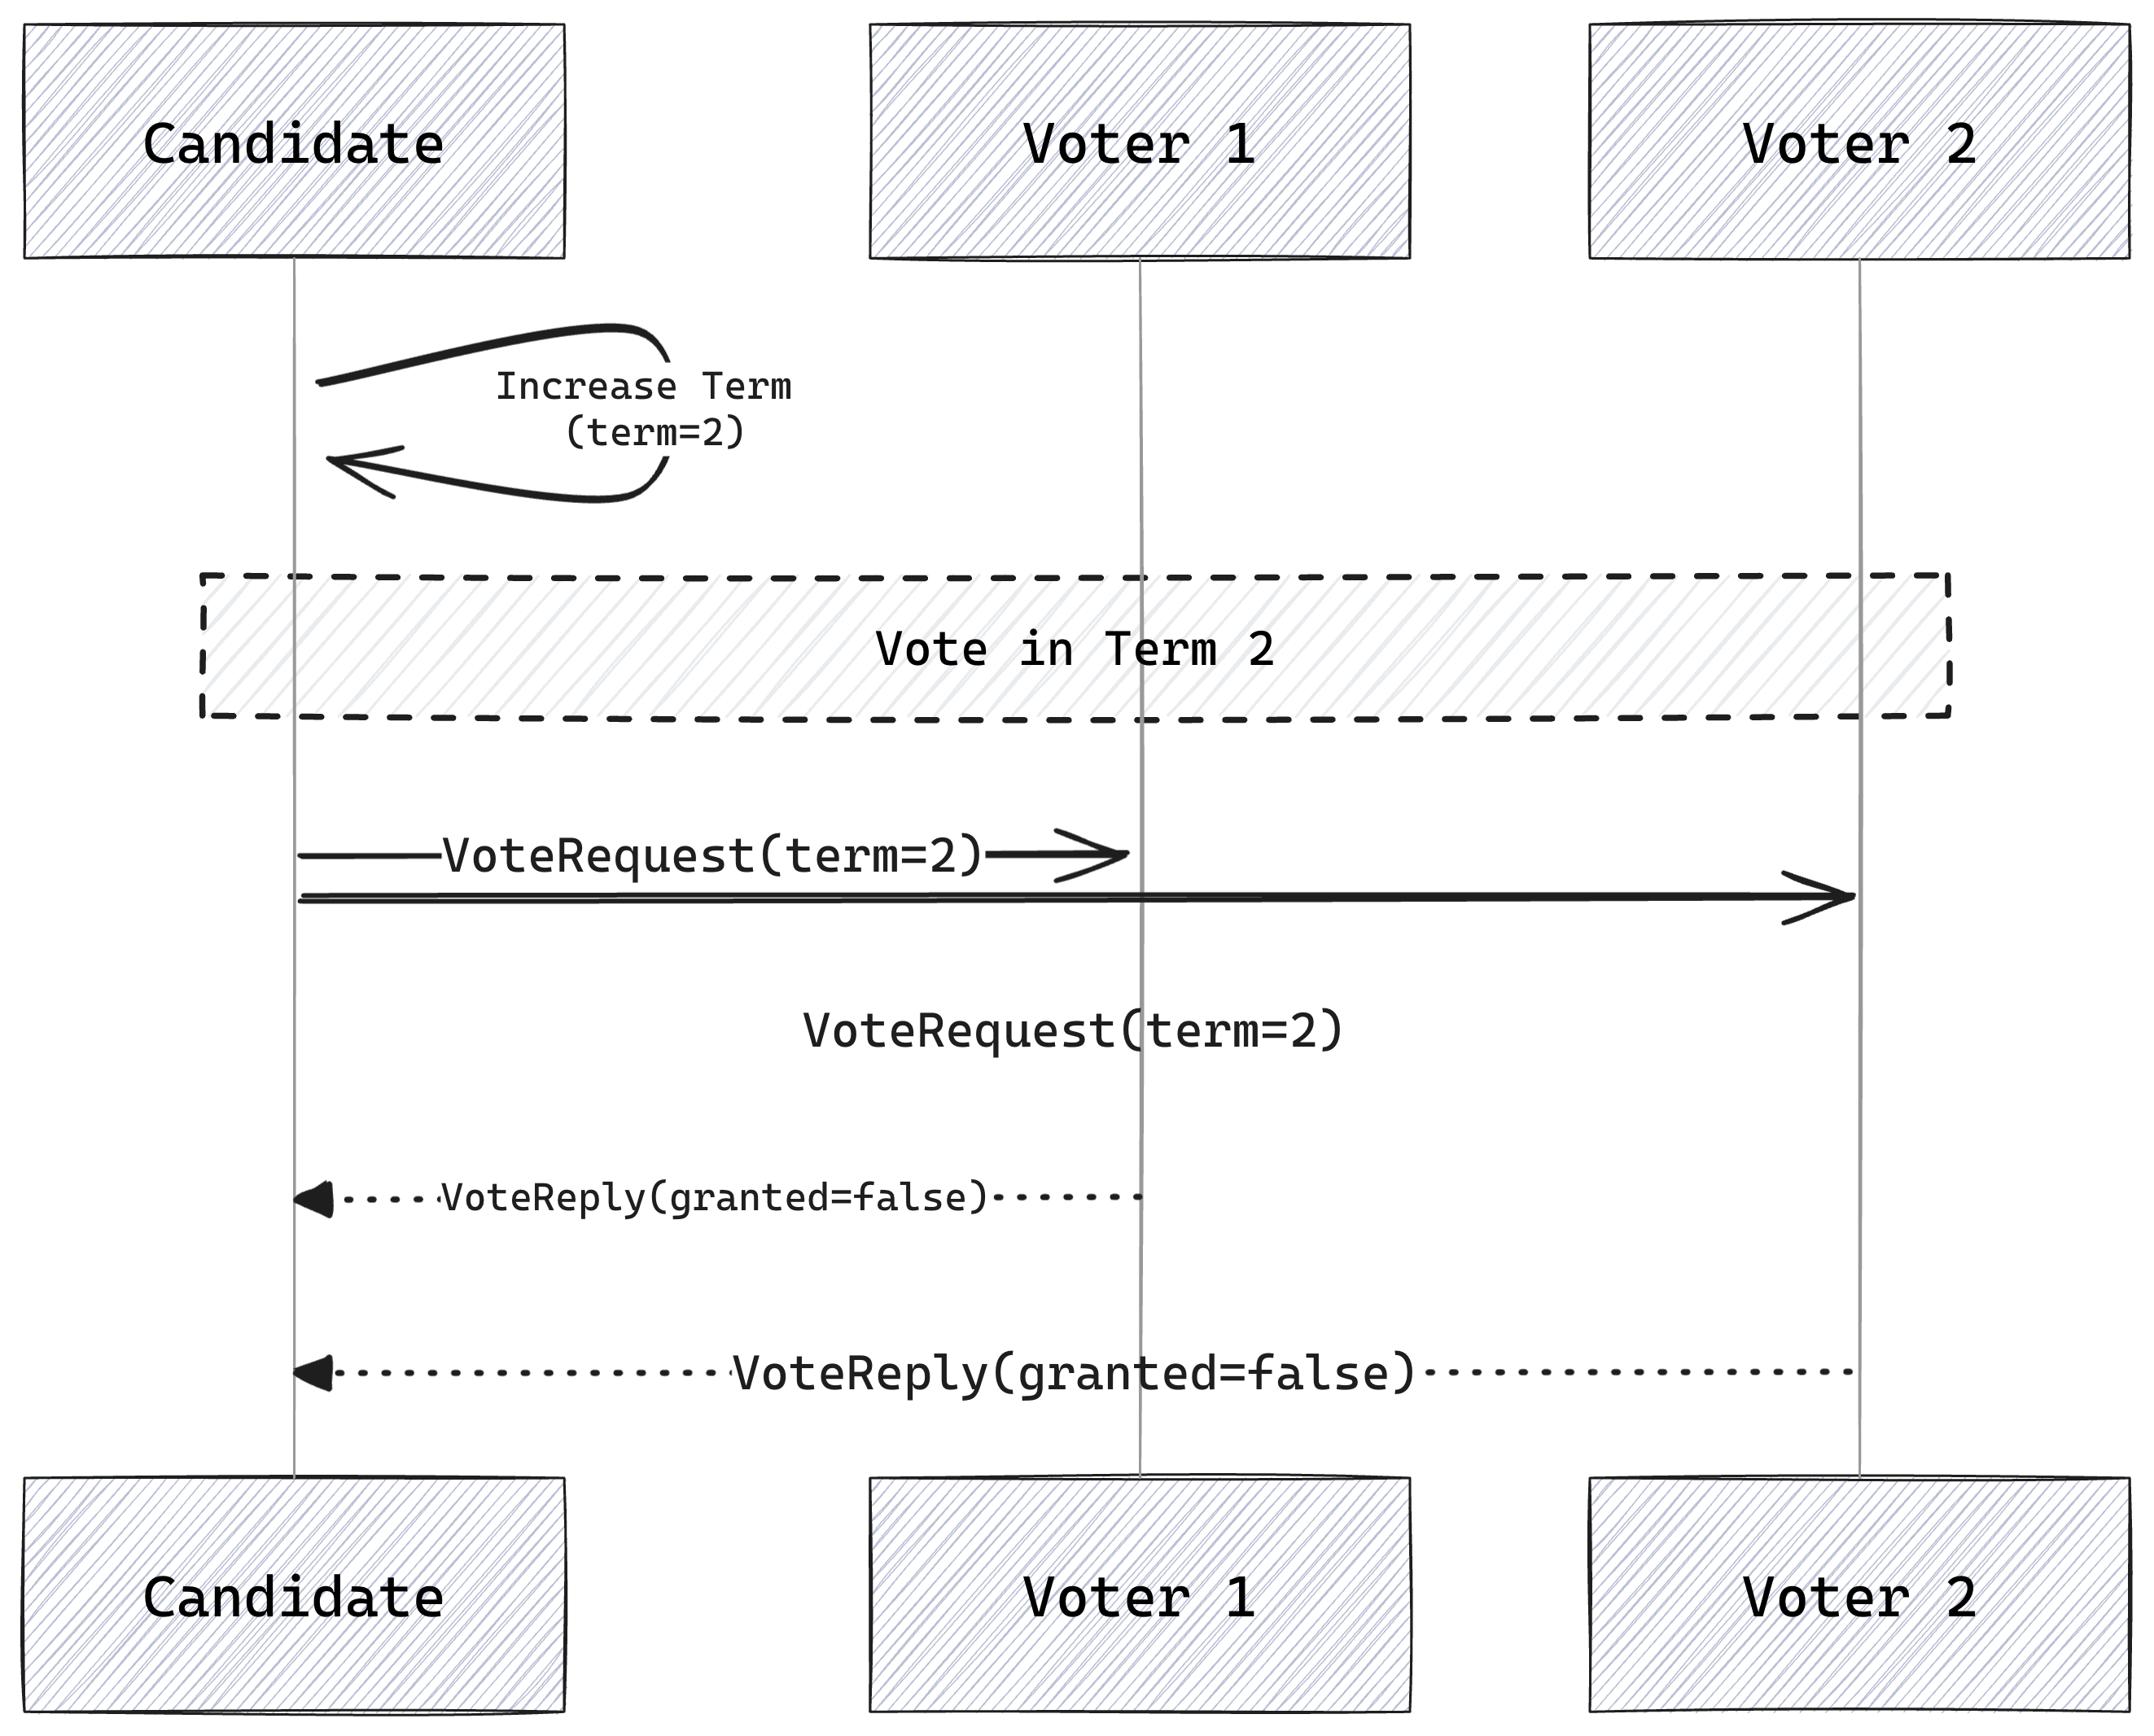 Candidate
Voter 1
Voter 2
Increase Term
(term=2)
Vote in Term 2
VoteRequest(term=2)
VoteRequest(term=2)
VoteReply(granted=false)
VoteReply(granted=false)
Candidate
Voter 1
Voter 2